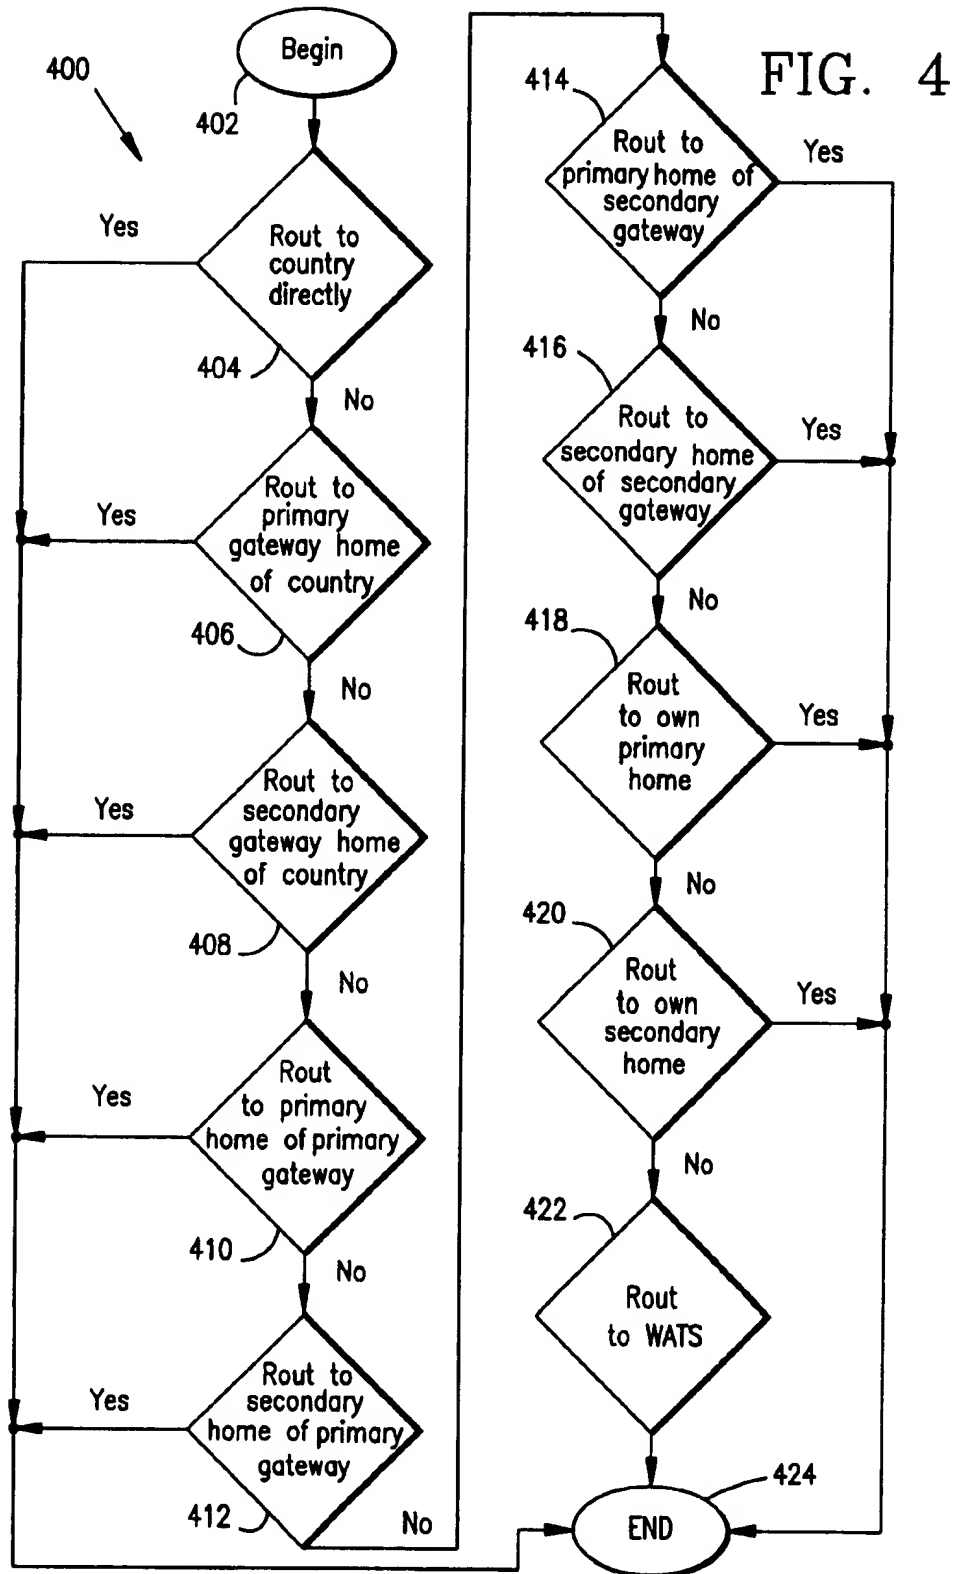 FIG. 4
400
Begin
402
Rout to
country
directly
Yes
404
No
Rout to
primary
gateway home
of country
Yes
406
No
Rout to
secondary
gateway home
of country
Yes
408
No
Rout
to primary
home of primary
gateway
Yes
410
No
Rout to
secondary
home of primary
gateway
Yes
412
No
414
Rout to
primary home of
secondary
gateway
Yes
No
416
Rout to
secondary home
of secondary
gateway
Yes
No
418
Rout
to own
primary
home
Yes
No
420
Rout
to own
secondary
home
Yes
No
422
Rout
to WATS
424
END